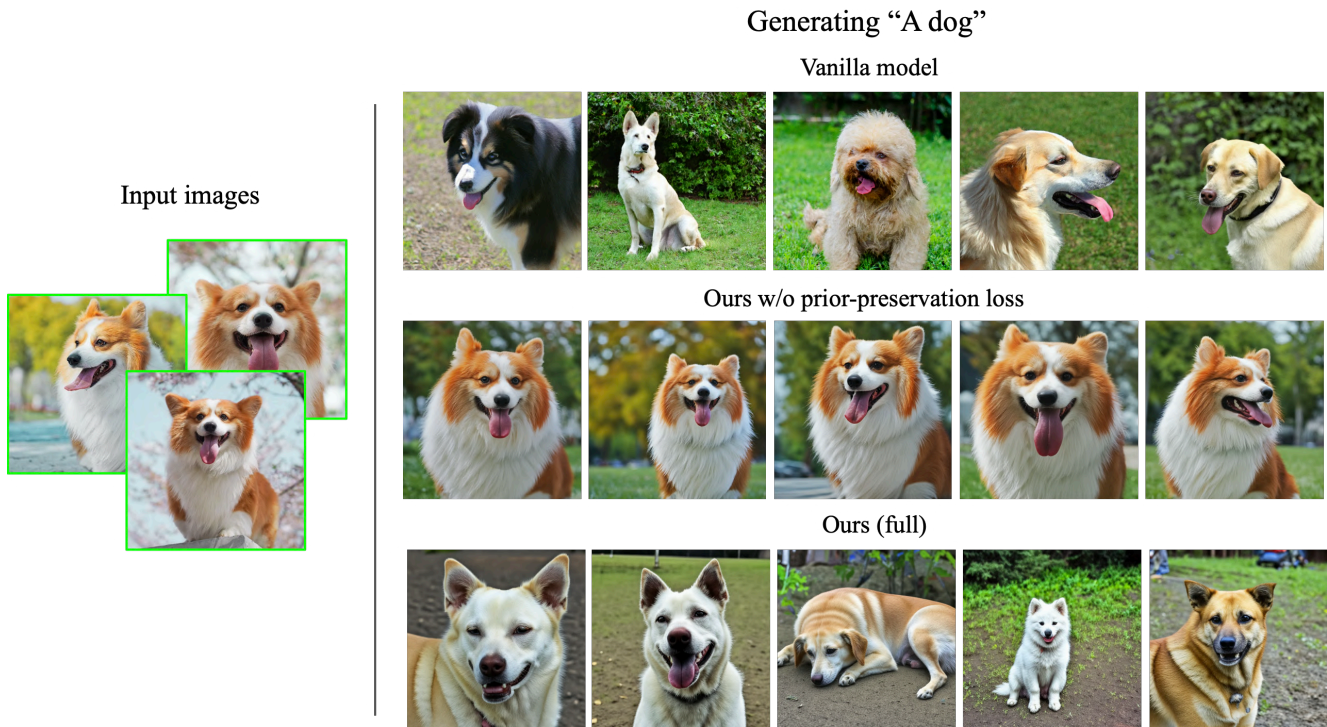 Generating “A dog”
Vanilla model
Input images
Ours w/o prior-preservation loss
Ours (full)